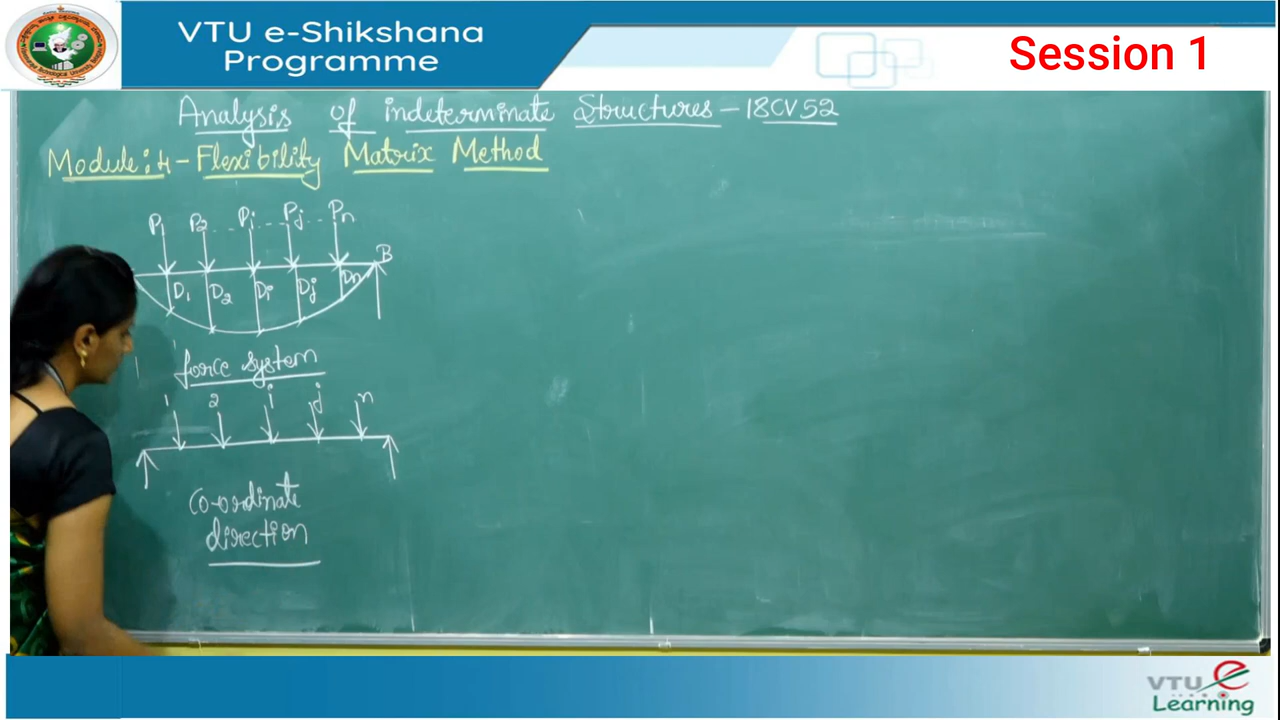 VTU e-Shikshana
Programme
Session 1
Analysis of indeterminate Structures - 18CV52
Module:4 - Flexibility Matrix Method
P1 P2 Pi Pj Pn
B
D1 D2 Di Dj Dn
force system
1 2 i j n
Co-ordinate
direction
VTU e
Learning